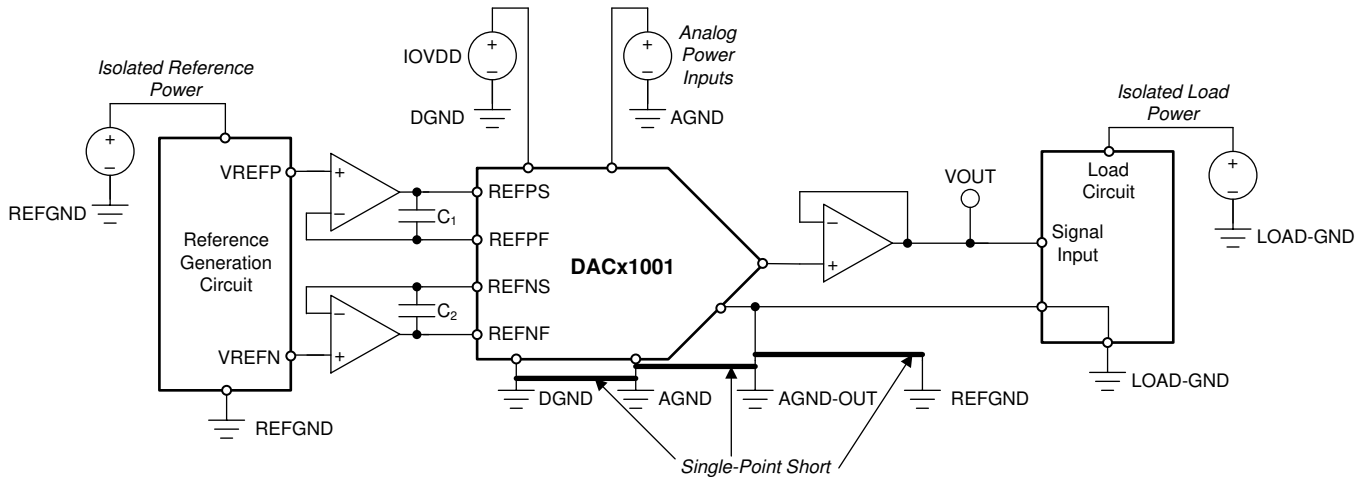 Isolated Reference
Power
REFGND
VREFP
Reference
Generation
Circuit
VREFN
REFGND
+
−
+
−
−
+
C1
C2
IOVDD
+
−
DGND
+
−
Analog
Power
Inputs
AGND
REFPS
REFPF
REFNS
REFNF
DACx1001
DGND
AGND
AGND-OUT
REFGND
Single-Point Short
−
+
VOUT
Isolated Load
Power
Load
Circuit
Signal
Input
+
−
LOAD-GND
LOAD-GND